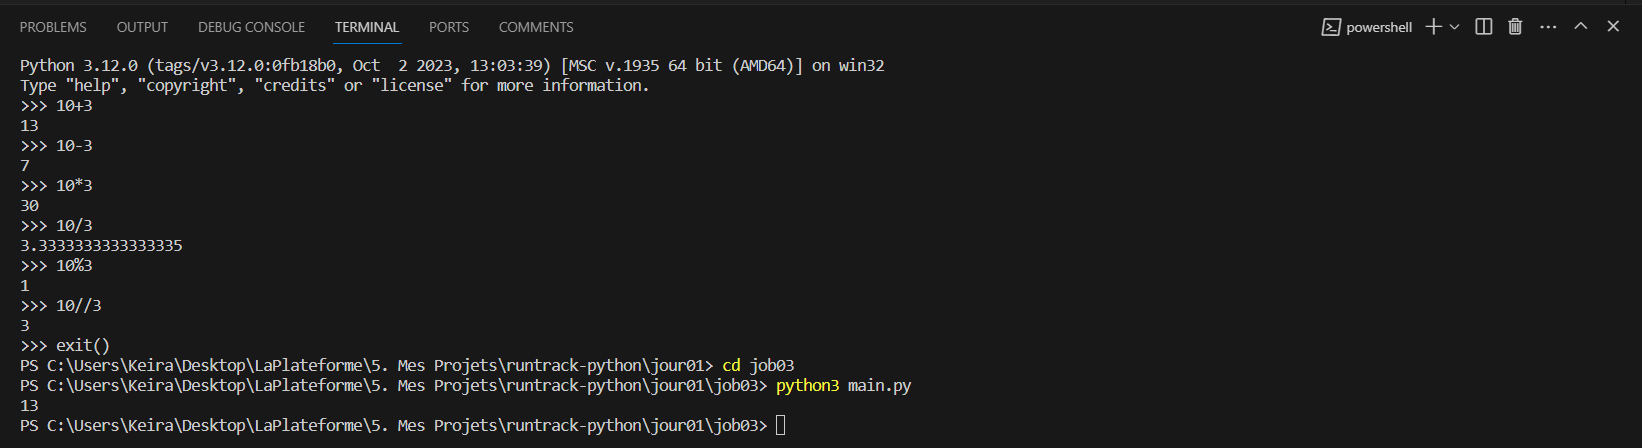 PROBLEMS OUTPUT DEBUG CONSOLE TERMINAL PORTS COMMENTS powershell
Python 3.12.0 (tags/v3.12.0:0fb18b0, Oct  2 2023, 13:03:39) [MSC v.1935 64 bit (AMD64)] on win32
Type "help", "copyright", "credits" or "license" for more information.
>>> 10+3
13
>>> 10-3
7
>>> 10*3
30
>>> 10/3
3.3333333333333335
>>> 10%3
1
>>> 10//3
3
>>> exit()
PS C:\Users\Keira\Desktop\LaPlateforme\5. Mes Projets\runtrack-python\jour01> cd job03
PS C:\Users\Keira\Desktop\LaPlateforme\5. Mes Projets\runtrack-python\jour01\job03> python3 main.py
13
PS C:\Users\Keira\Desktop\LaPlateforme\5. Mes Projets\runtrack-python\jour01\job03>